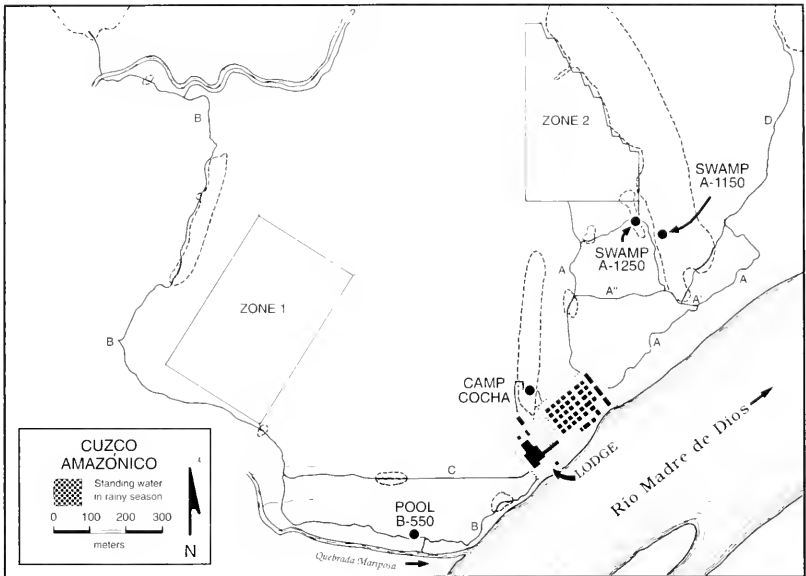 ?
B
D
ZONE 2
SWAMP
A-1150
SWAMP
A-1250
A
A"
A'
A
A
ZONE 1
B
CAMP
COCHA
LODGE
Río Madre de Dios
C
POOL
B-550
B
Quebrada Mariposa
CUZCO
AMAZÓNICO
Standing water
in rainy season
0 100 200 300
meters
N